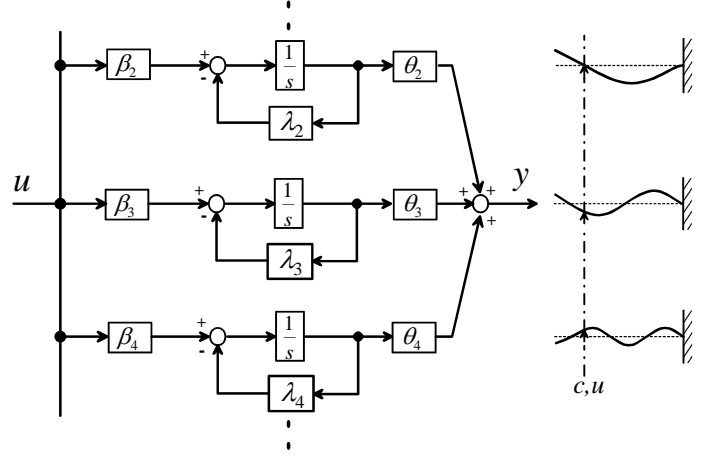 β2 + - 1/s θ2
λ2
u β3 + - 1/s θ3 + + + y
λ3
β4 + - 1/s θ4
λ4
c,u